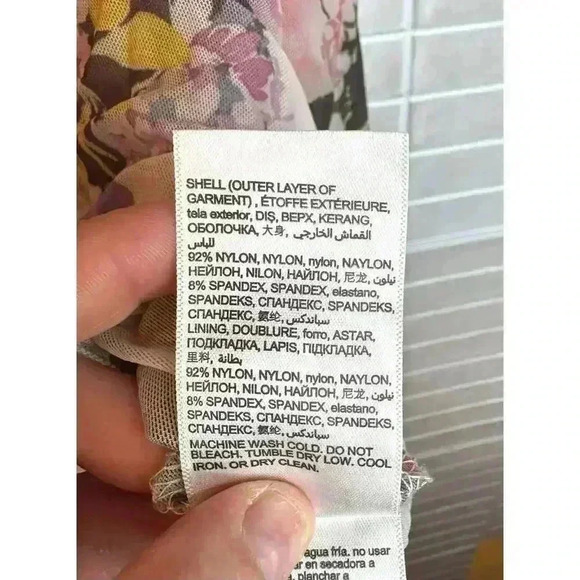 SHELL (OUTER LAYER OF
GARMENT) , ÉTOFFE EXTÉRIEURE,
tela exterior, DIŞ, ВЕРХ, KERANG,
ОБОЛОЧКА, 大身, القماش الخارجي
للباس
92% NYLON, NYLON, nylon, NAYLON,
НЕЙЛОН, NILON, НАЙЛОН, 尼龙, نيلون
8% SPANDEX, SPANDEX, elastano,
SPANDEKS, СПАНДЕКС, SPANDEKS,
СПАНДЕКС, 氨纶, سباندكس
LINING, DOUBLURE, forro, ASTAR,
ПОДКЛАДКА, LAPIS, ПІДКЛАДКА,
里料, بطانة
92% NYLON, NYLON, nylon, NAYLON,
НЕЙЛОН, NILON, НАЙЛОН, 尼龙, نيلون
8% SPANDEX, SPANDEX, elastano,
SPANDEKS, СПАНДЕКС, SPANDEKS,
СПАНДЕКС, 氨纶, سباندكس
MACHINE WASH COLD. DO NOT
BLEACH. TUMBLE DRY LOW. COOL
IRON. OR DRY CLEAN.
agua fría. no usar
en secadora a
planchar a